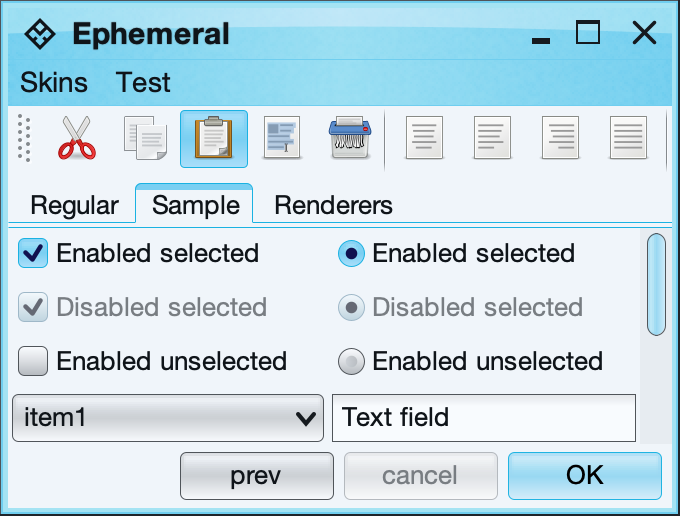 Ephemeral
Skins Test
Regular Sample Renderers
Enabled selected Enabled selected
Disabled selected Disabled selected
Enabled unselected Enabled unselected
item1 Text field
prev cancel OK